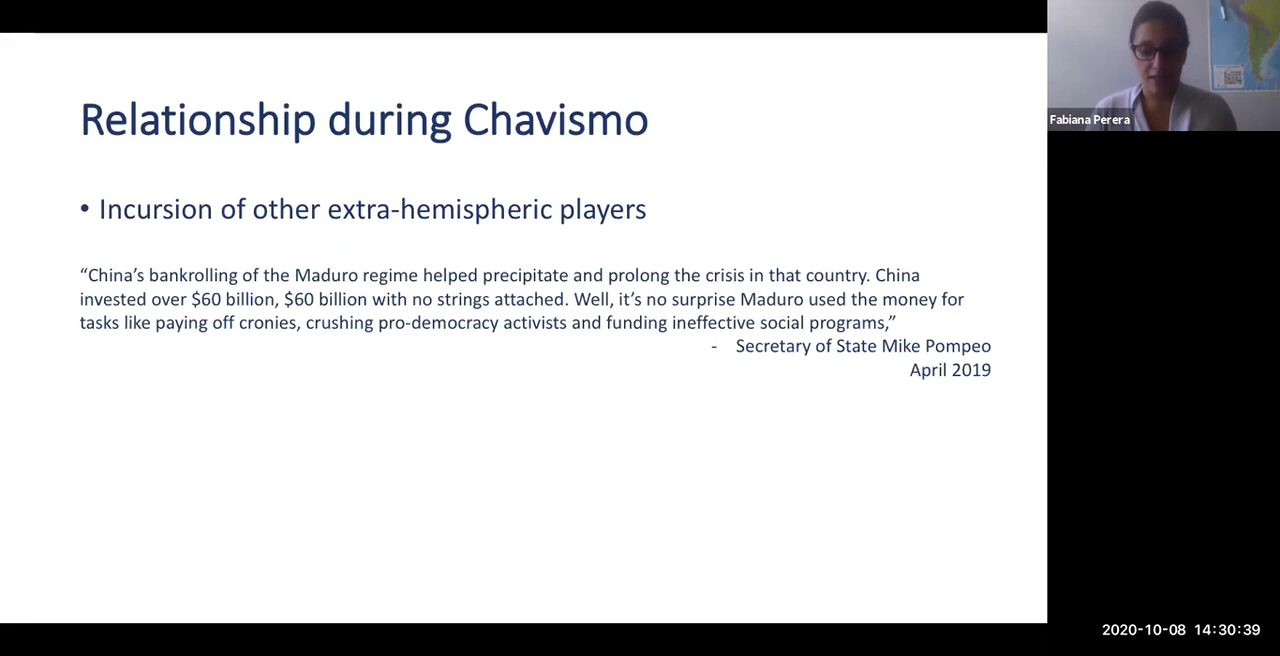 Relationship during Chavismo
• Incursion of other extra-hemispheric players
“China’s bankrolling of the Maduro regime helped precipitate and prolong the crisis in that country. China
invested over $60 billion, $60 billion with no strings attached. Well, it’s no surprise Maduro used the money for
tasks like paying off cronies, crushing pro-democracy activists and funding ineffective social programs,”
- Secretary of State Mike Pompeo
April 2019
Fabiana Perera
2020-10-08 14:30:39